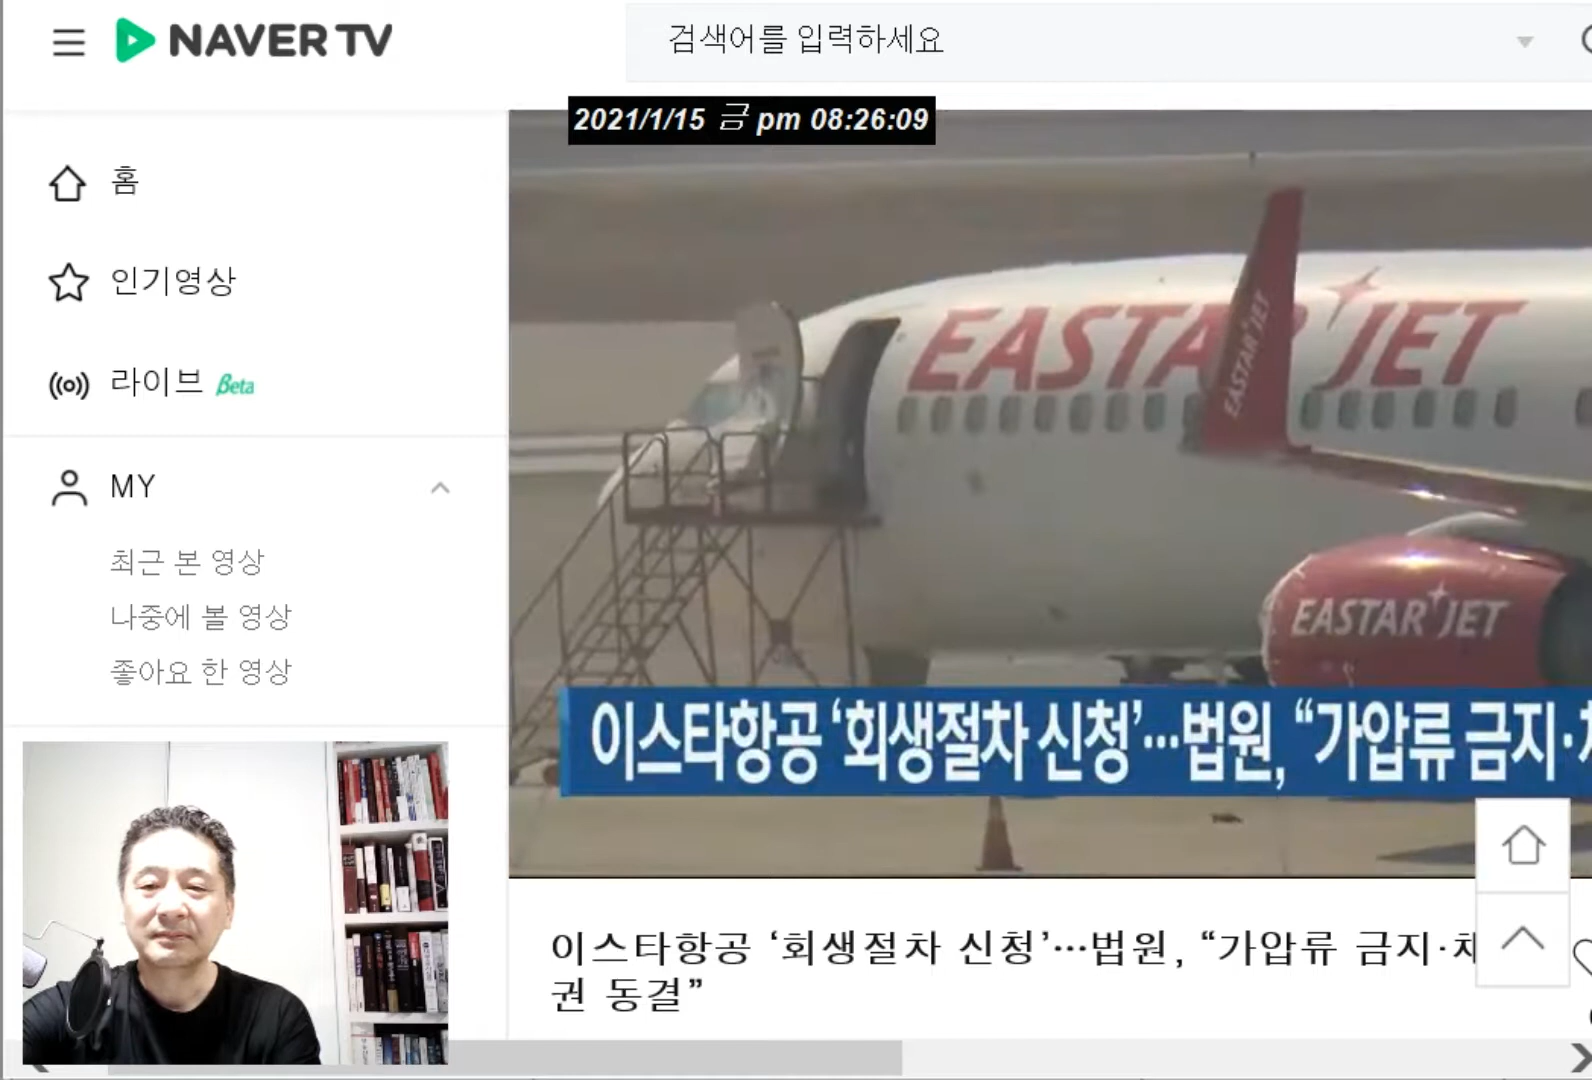 NAVER TV
검색어를 입력하세요
2021/1/15 금 pm 08:26:09
홈
인기영상
라이브 Beta
MY
최근 본 영상
나중에 볼 영상
좋아요 한 영상
EASTAR JET
EASTAR JET
EASTAR JET
이스타항공 ‘회생절차 신청’…법원, “가압류 금지·
이스타항공 ‘회생절차 신청’…법원, “가압류 금지·채
권 동결”